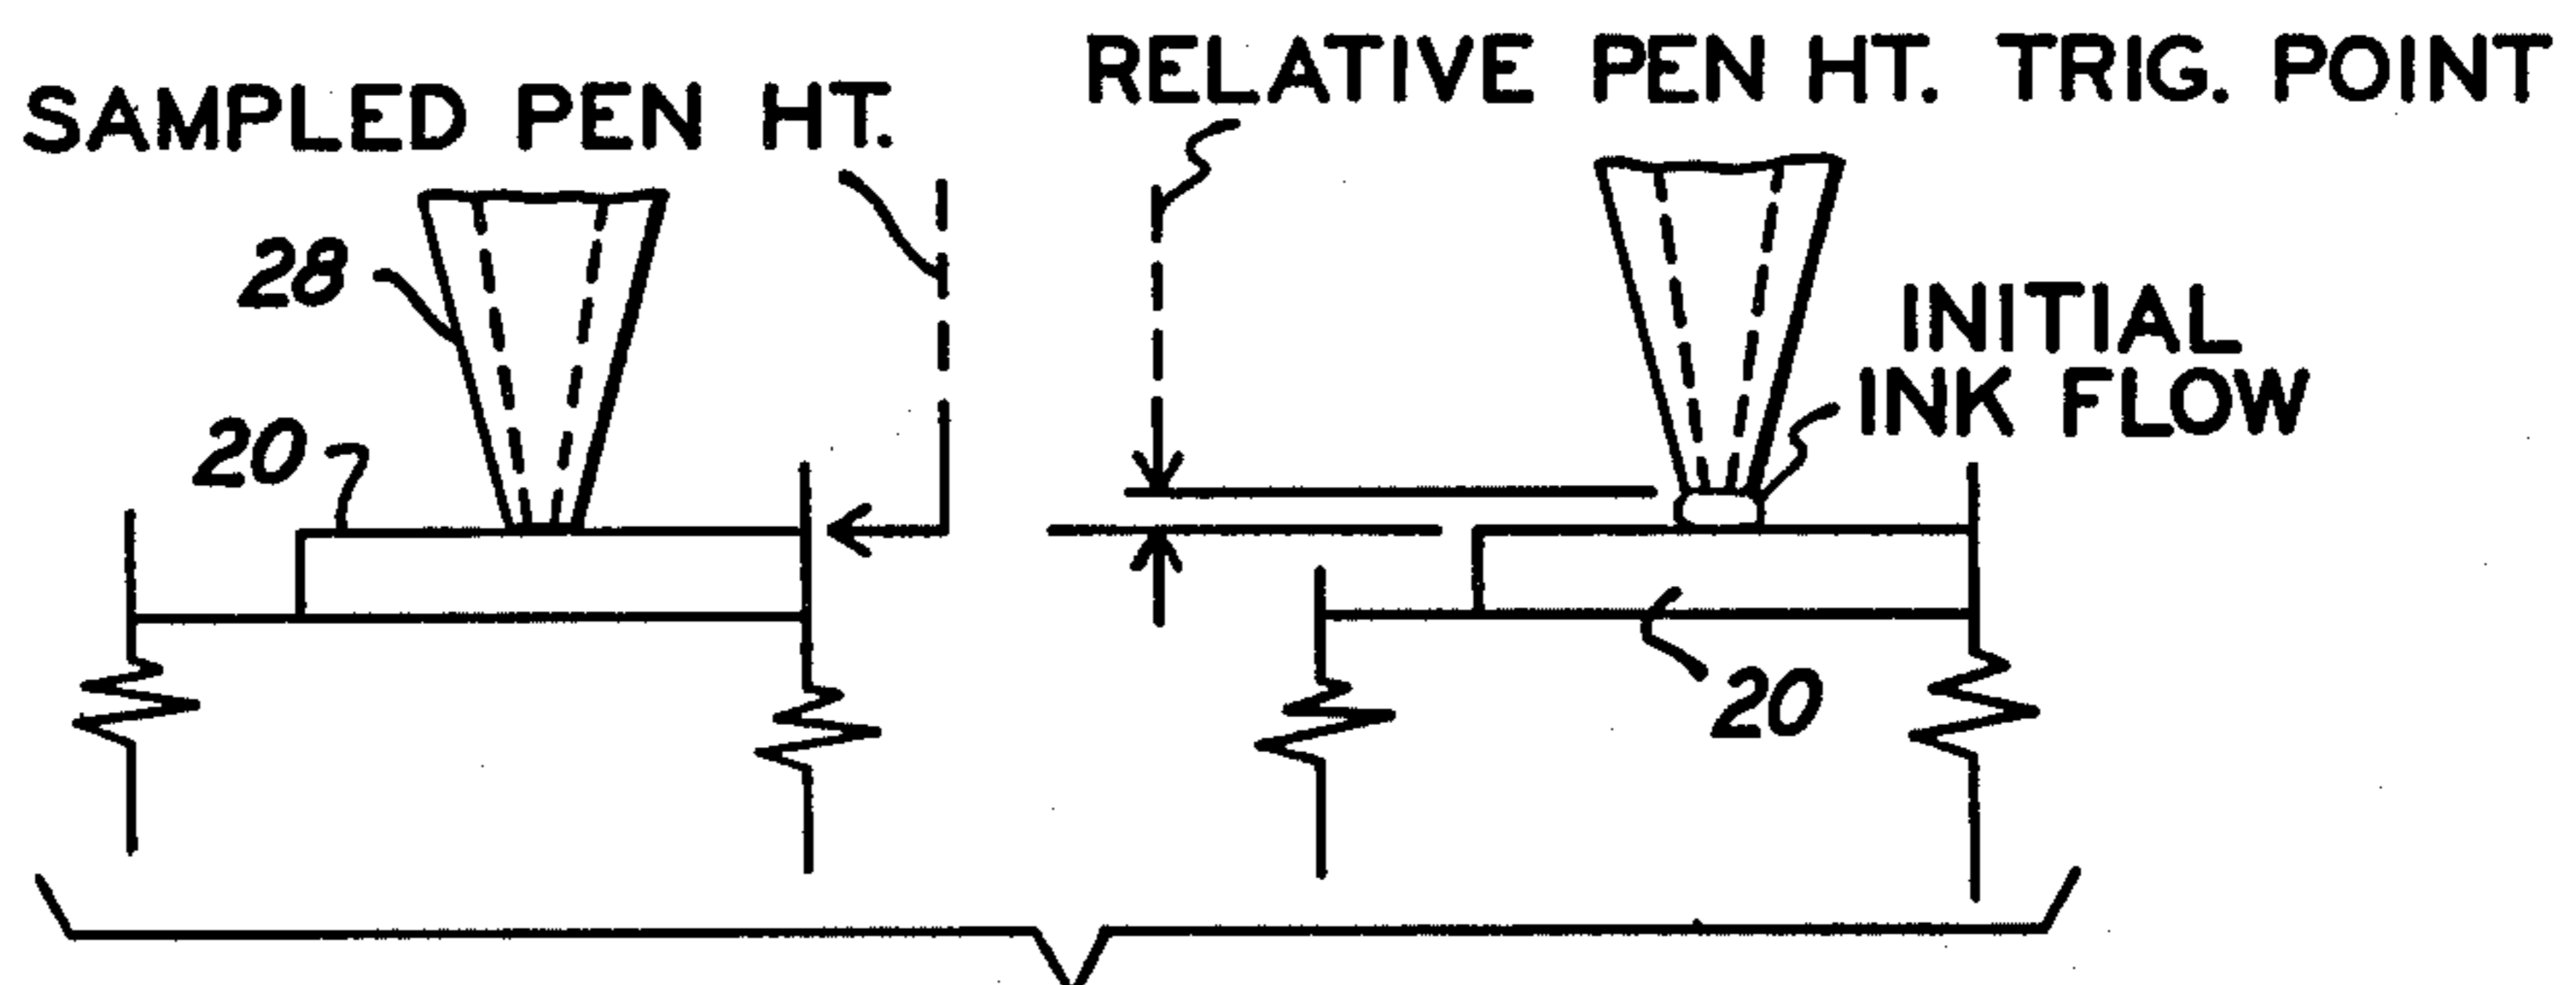 SAMPLED PEN HT.
RELATIVE PEN HT. TRIG. POINT
28
20
INITIAL
INK FLOW
20